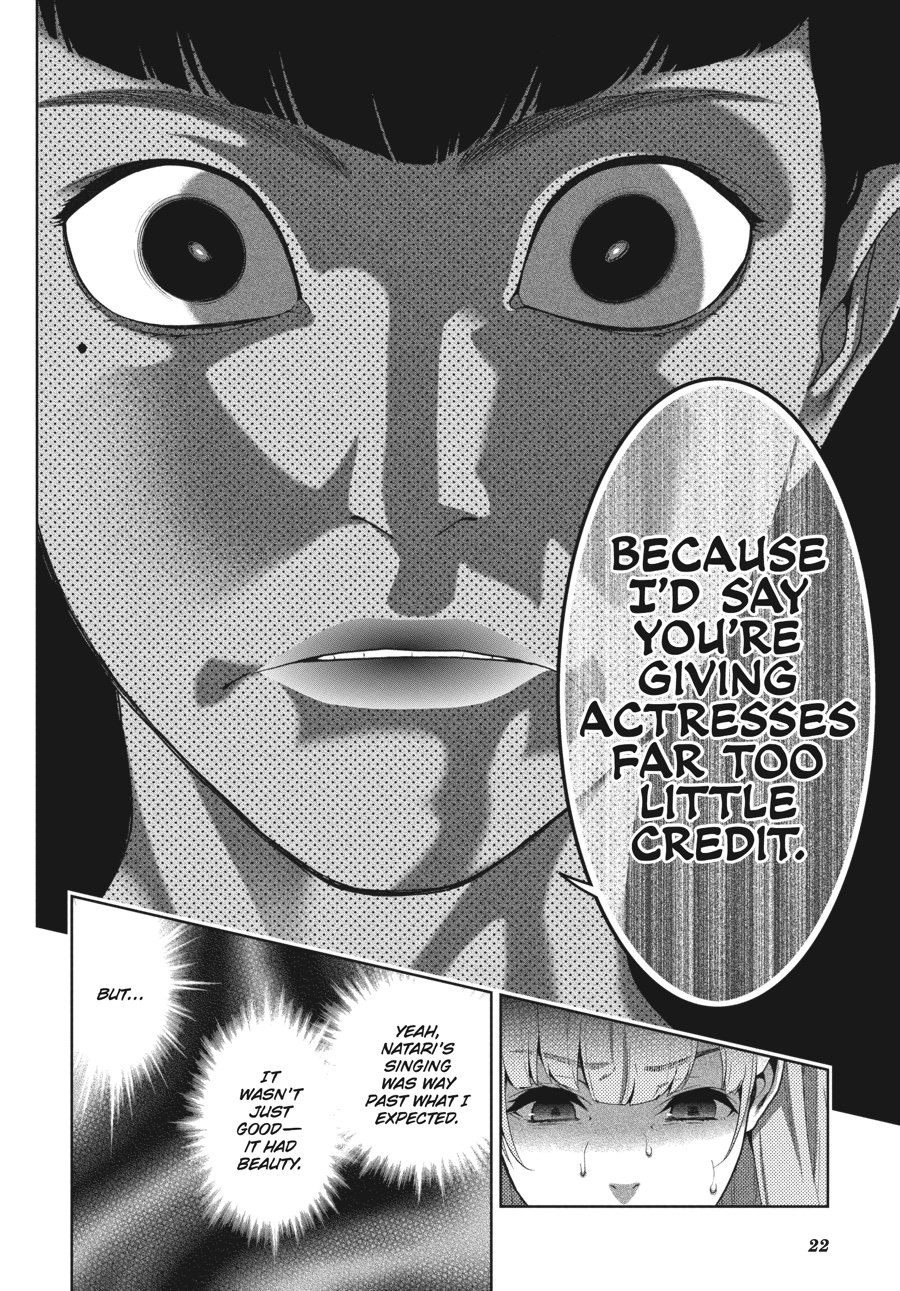 BECAUSE
I'D SAY
YOU'RE
GIVING
ACTRESSES
FAR TOO
LITTLE
CREDIT.
YEAH,
NATARI'S
SINGING
WAS WAY
PAST WHAT I
EXPECTED.
IT
WASN'T
JUST
GOOD—
IT HAD
BEAUTY.
BUT...
22